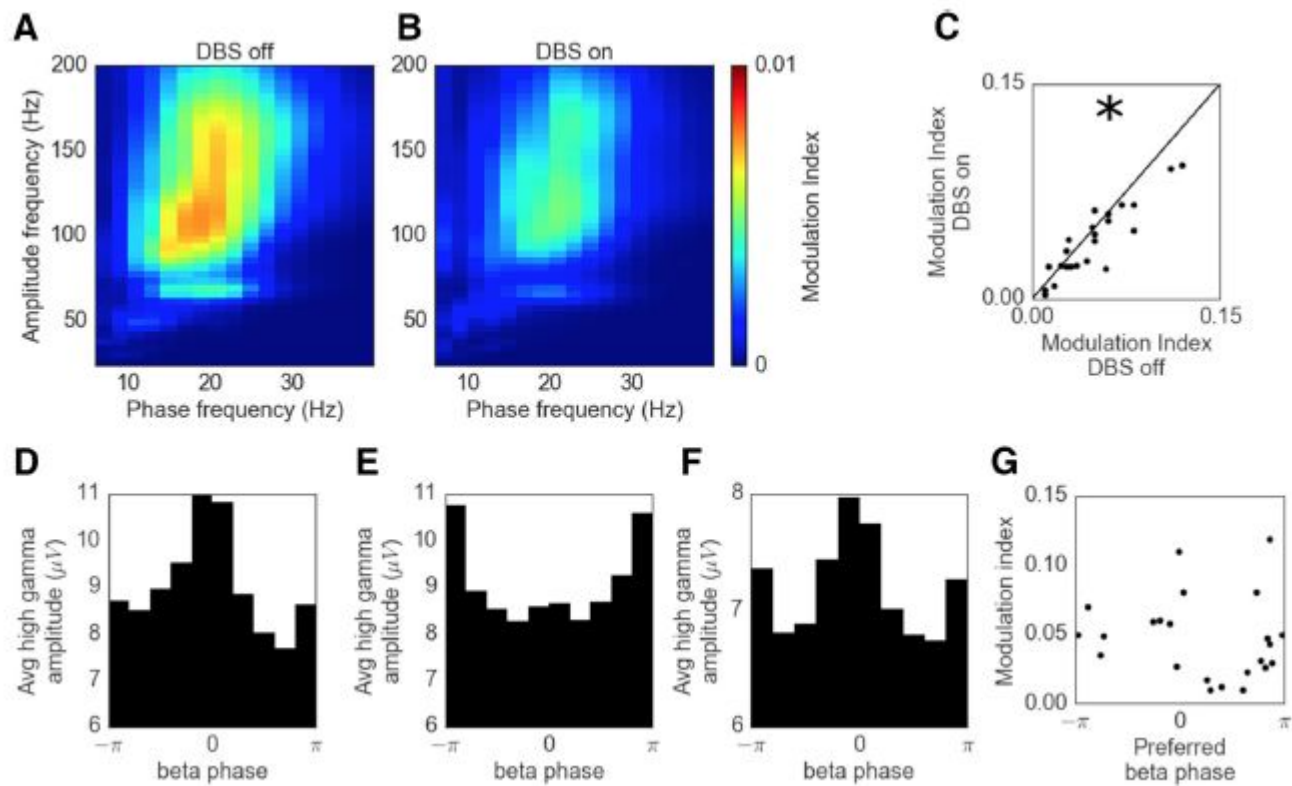 A
DBS off
200
150
100
50
Amplitude frequency (Hz)
10 20 30
Phase frequency (Hz)
B
DBS on
200
150
100
50
10 20 30
Phase frequency (Hz)
0.01
0
Modulation Index
C
0.15
0.00
Modulation Index
DBS on
*
0.00 0.15
Modulation Index
DBS off
D
11
10
9
8
7
6
Avg high gamma
amplitude (μV)
−π 0 π
beta phase
E
11
10
9
8
7
6
Avg high gamma
amplitude (μV)
−π 0 π
beta phase
F
8
7
6
Avg high gamma
amplitude (μV)
−π 0 π
beta phase
G
0.15
0.10
0.05
0.00
Modulation index
−π 0 π
Preferred
beta phase